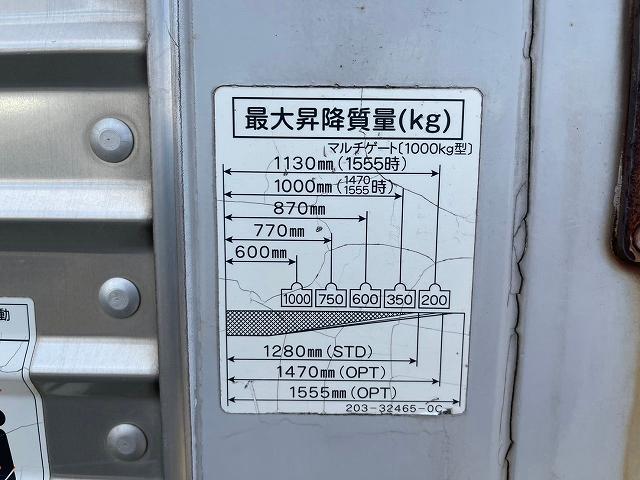 最大昇降質量(kg)
マルチゲート〔1000kg型〕
1130mm(1555時)
1000mm(1470 1555時)
870mm
770mm
600mm
1000 750 600 350 200
1280mm(STD)
1470mm(OPT)
1555mm(OPT)
203-32465-0C
動